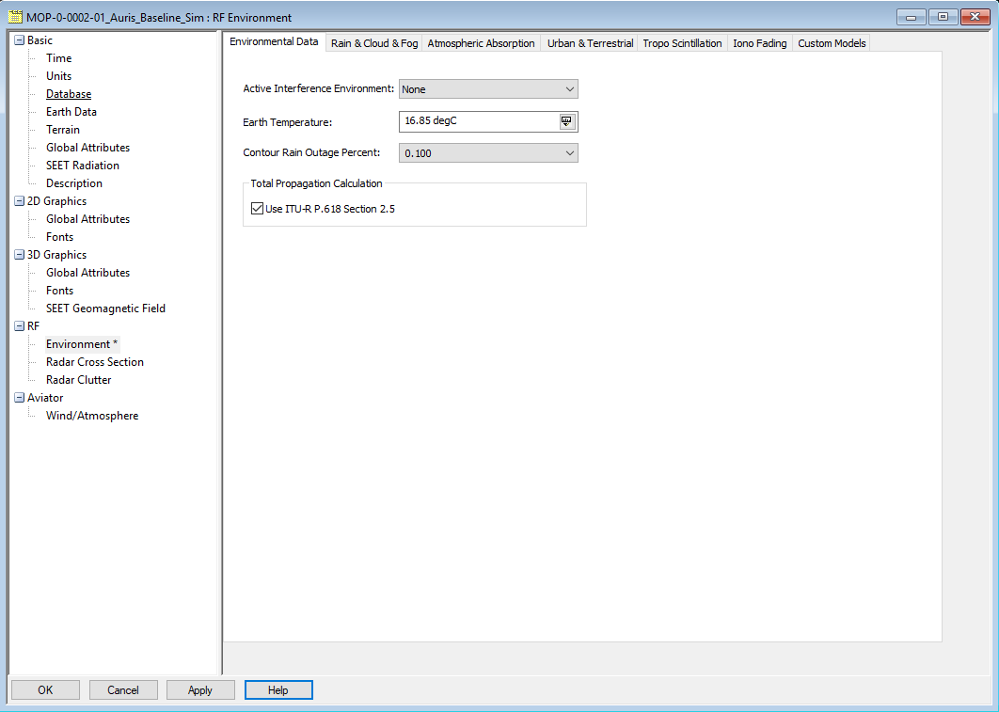 MOP-0-0002-01_Auris_Baseline_Sim : RF Environment
Basic
Time
Units
Database
Earth Data
Terrain
Global Attributes
SEET Radiation
Description
2D Graphics
Global Attributes
Fonts
3D Graphics
Global Attributes
Fonts
SEET Geomagnetic Field
RF
Environment *
Radar Cross Section
Radar Clutter
Aviator
Wind/Atmosphere
Environmental Data Rain & Cloud & Fog Atmospheric Absorption Urban & Terrestrial Tropo Scintillation Iono Fading Custom Models
Active Interference Environment: None
Earth Temperature: 16.85 degC
Contour Rain Outage Percent: 0.100
Total Propagation Calculation
Use ITU-R P.618 Section 2.5
OK Cancel Apply Help